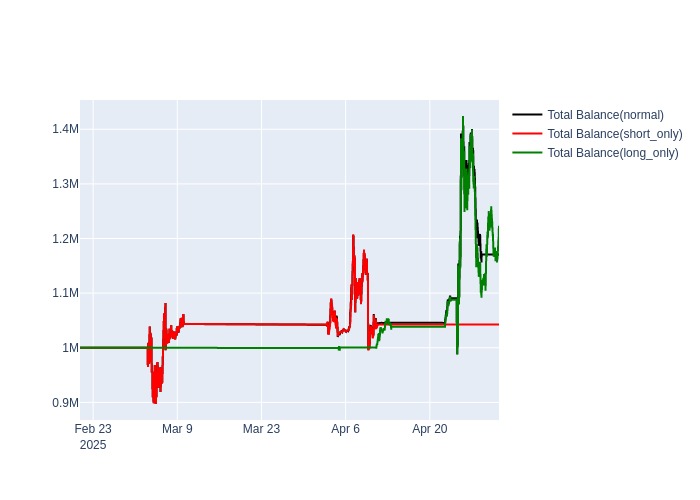 Total Balance(normal)
Total Balance(short_only)
Total Balance(long_only)
1.4M
1.3M
1.2M
1.1M
1M
0.9M
Feb 23
2025
Mar 9
Mar 23
Apr 6
Apr 20